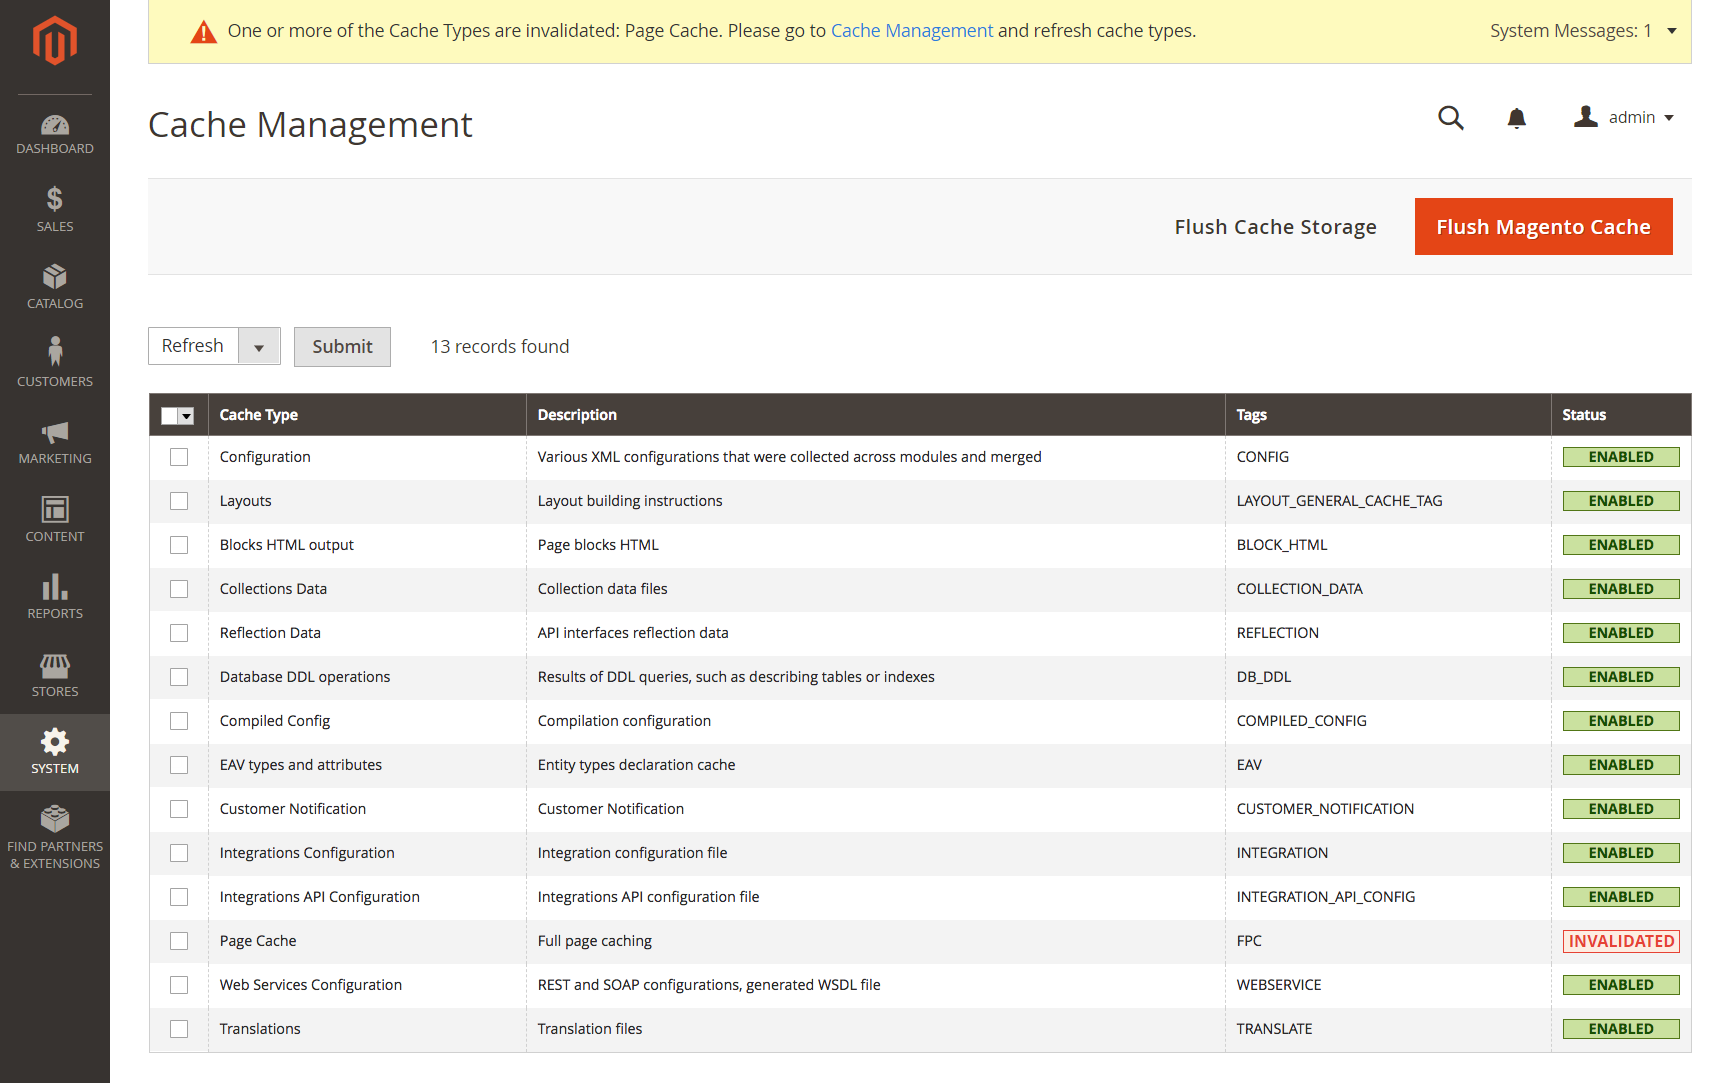 One or more of the Cache Types are invalidated: Page Cache. Please go to Cache Management and refresh cache types.
System Messages: 1
DASHBOARD
SALES
CATALOG
CUSTOMERS
MARKETING
CONTENT
REPORTS
STORES
SYSTEM
FIND PARTNERS
& EXTENSIONS
Cache Management
admin
Flush Cache Storage
Flush Magento Cache
Refresh
Submit
13 records found
Cache Type Description Tags Status
Configuration Various XML configurations that were collected across modules and merged CONFIG ENABLED
Layouts Layout building instructions LAYOUT_GENERAL_CACHE_TAG ENABLED
Blocks HTML output Page blocks HTML BLOCK_HTML ENABLED
Collections Data Collection data files COLLECTION_DATA ENABLED
Reflection Data API interfaces reflection data REFLECTION ENABLED
Database DDL operations Results of DDL queries, such as describing tables or indexes DB_DDL ENABLED
Compiled Config Compilation configuration COMPILED_CONFIG ENABLED
EAV types and attributes Entity types declaration cache EAV ENABLED
Customer Notification Customer Notification CUSTOMER_NOTIFICATION ENABLED
Integrations Configuration Integration configuration file INTEGRATION ENABLED
Integrations API Configuration Integrations API configuration file INTEGRATION_API_CONFIG ENABLED
Page Cache Full page caching FPC INVALIDATED
Web Services Configuration REST and SOAP configurations, generated WSDL file WEBSERVICE ENABLED
Translations Translation files TRANSLATE ENABLED